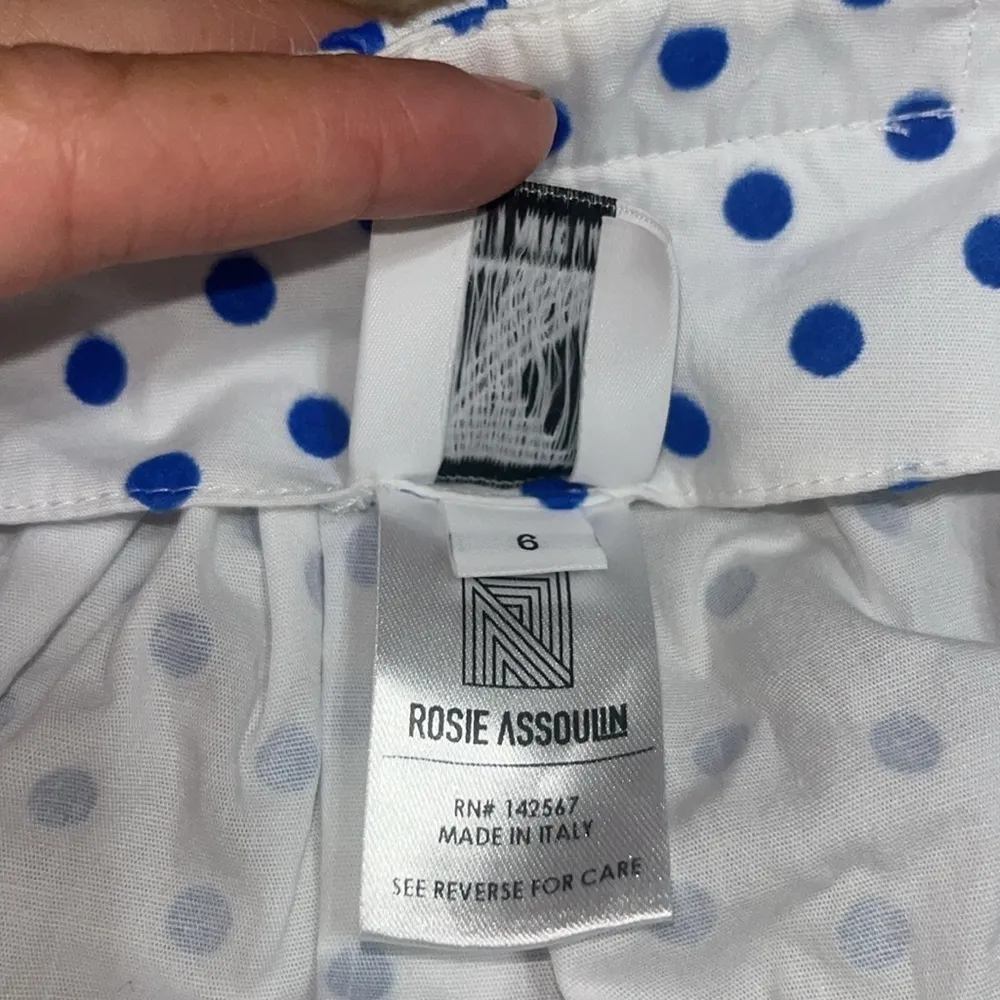 6
ROSIE ASSOULIN
RN# 142567
MADE IN ITALY
SEE REVERSE FOR CARE